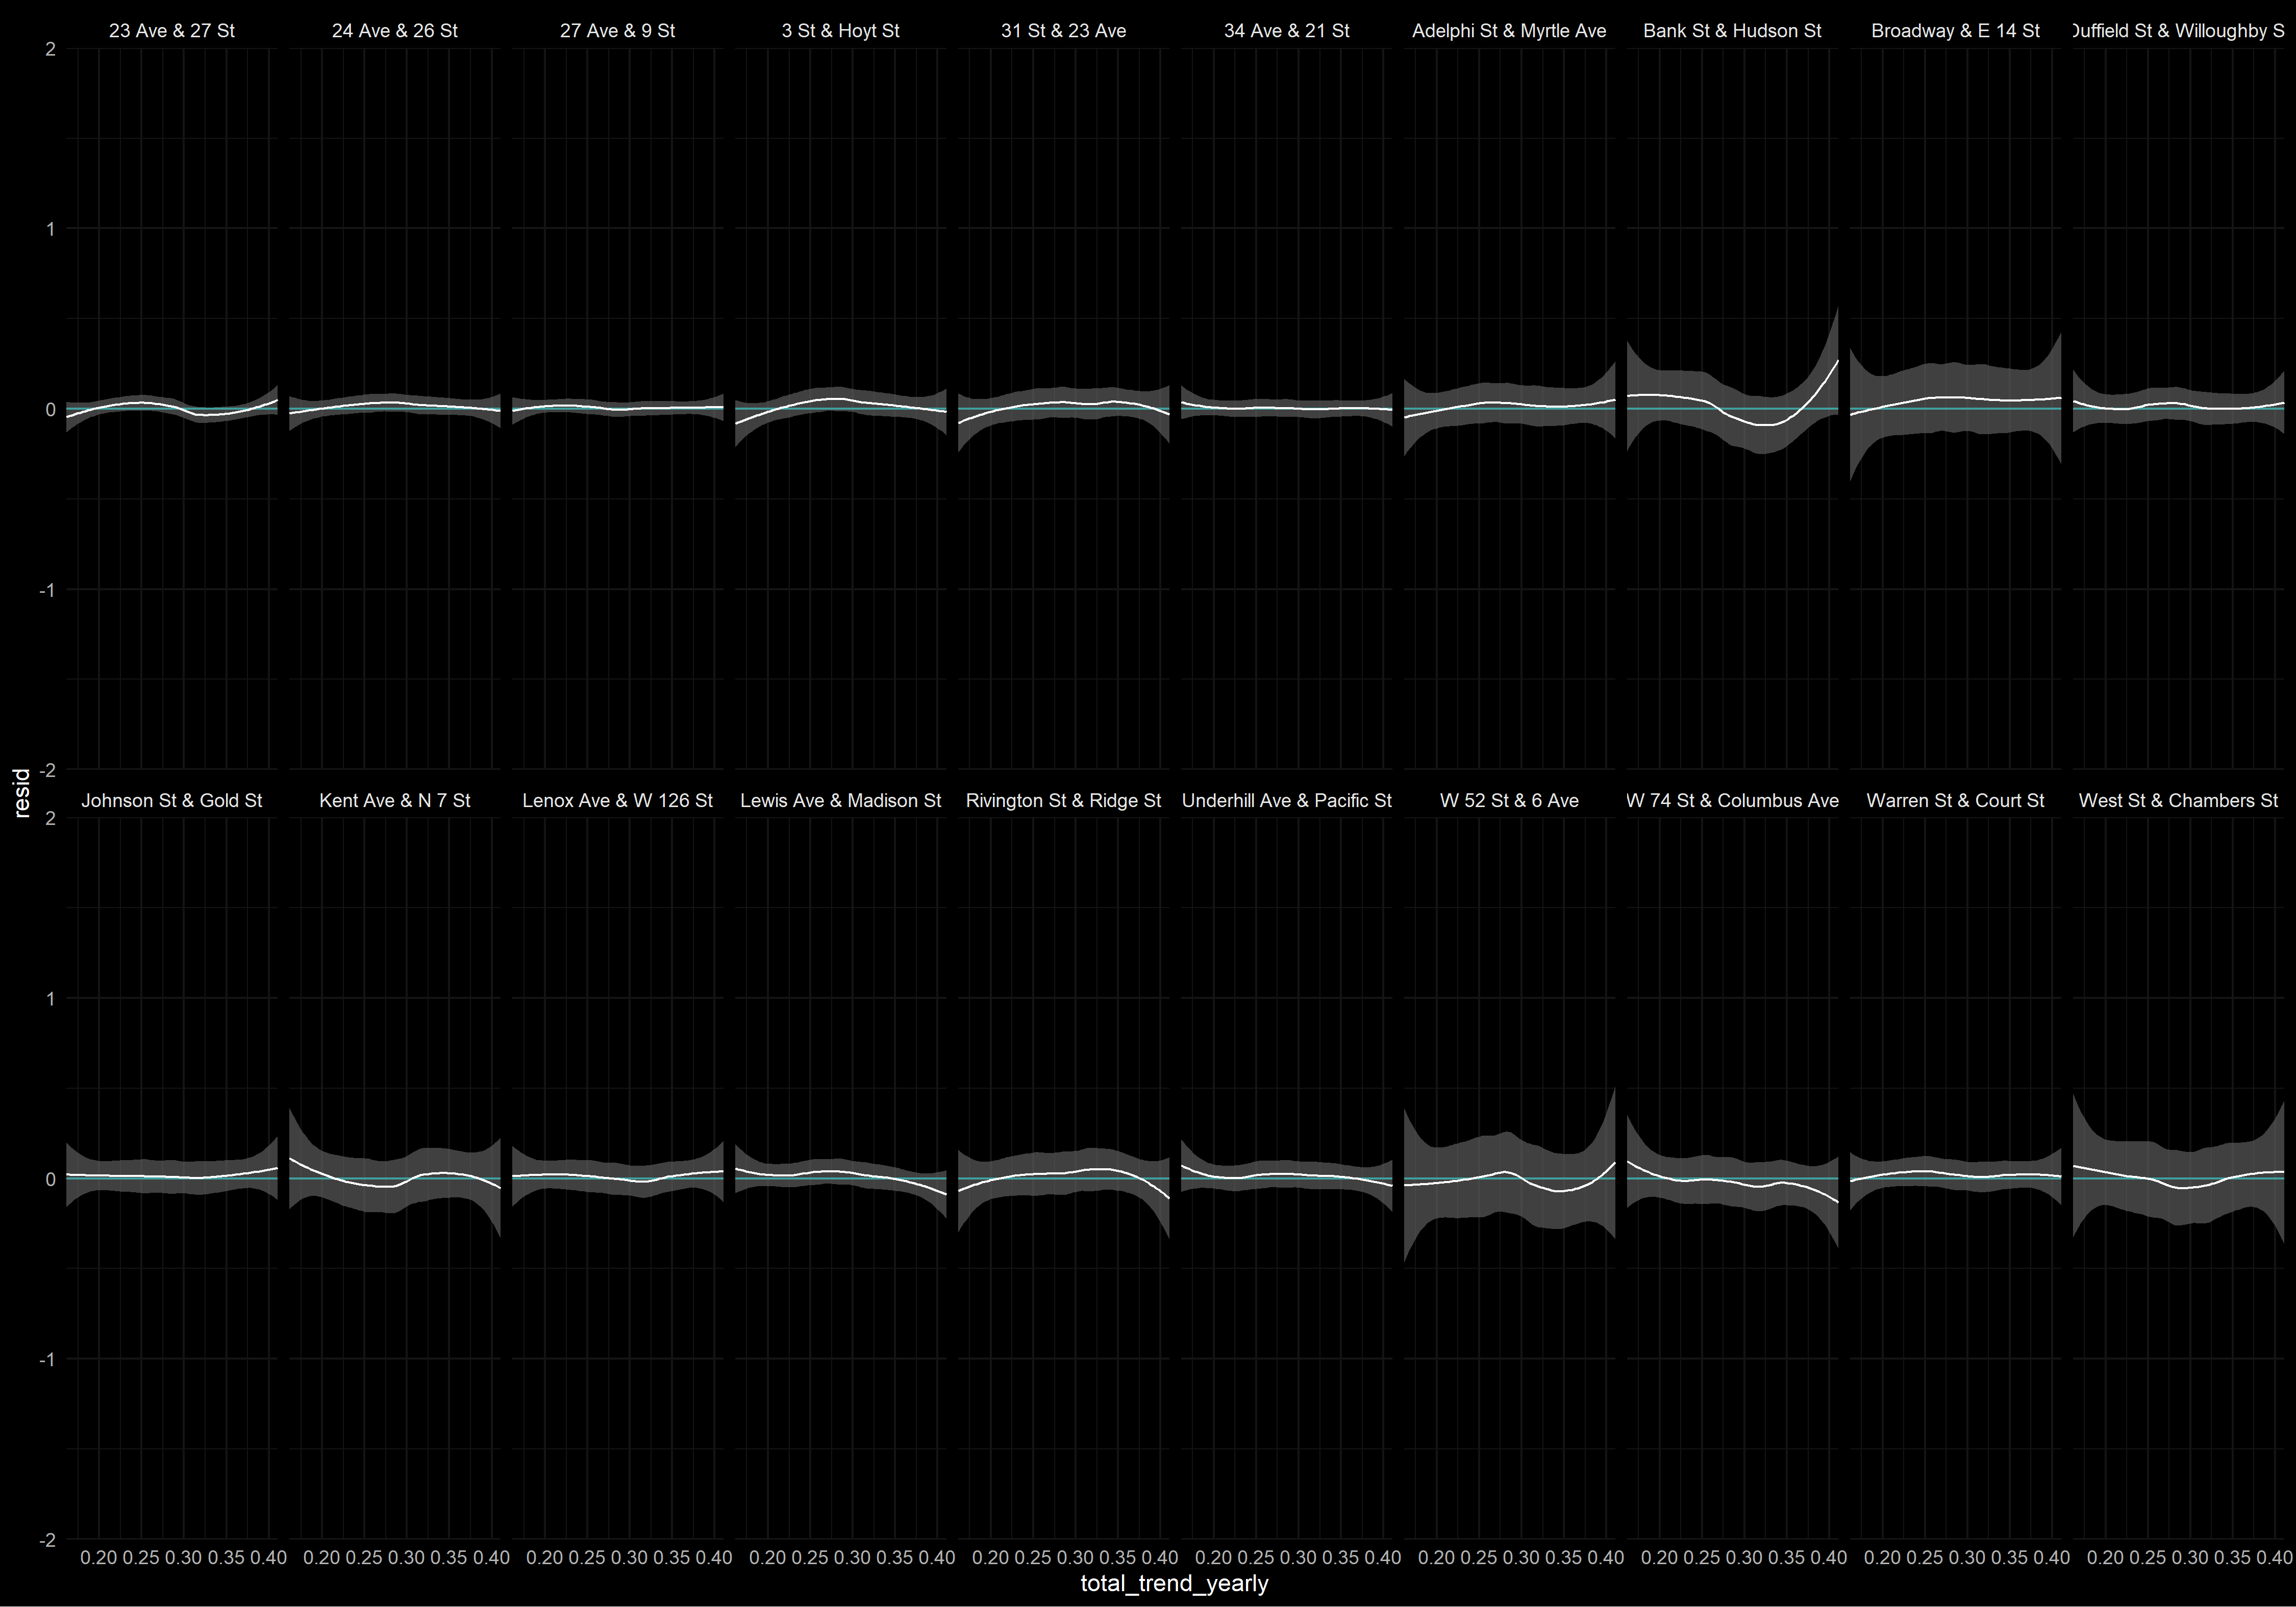 23 Ave & 27 St 24 Ave & 26 St 27 Ave & 9 St 3 St & Hoyt St 31 St & 23 Ave 34 Ave & 21 St Adelphi St & Myrtle Ave Bank St & Hudson St Broadway & E 14 St Duffield St & Willoughby S
2
1
0
-1
-2
resid
Johnson St & Gold St Kent Ave & N 7 St Lenox Ave & W 126 St Lewis Ave & Madison St Rivington St & Ridge St Underhill Ave & Pacific St W 52 St & 6 Ave W 74 St & Columbus Ave Warren St & Court St West St & Chambers St
2
1
0
-1
-2
0.20 0.25 0.30 0.35 0.40 0.20 0.25 0.30 0.35 0.40 0.20 0.25 0.30 0.35 0.40 0.20 0.25 0.30 0.35 0.40 0.20 0.25 0.30 0.35 0.40 0.20 0.25 0.30 0.35 0.40 0.20 0.25 0.30 0.35 0.40 0.20 0.25 0.30 0.35 0.40 0.20 0.25 0.30 0.35 0.40 0.20 0.25 0.30 0.35 0.40
total_trend_yearly